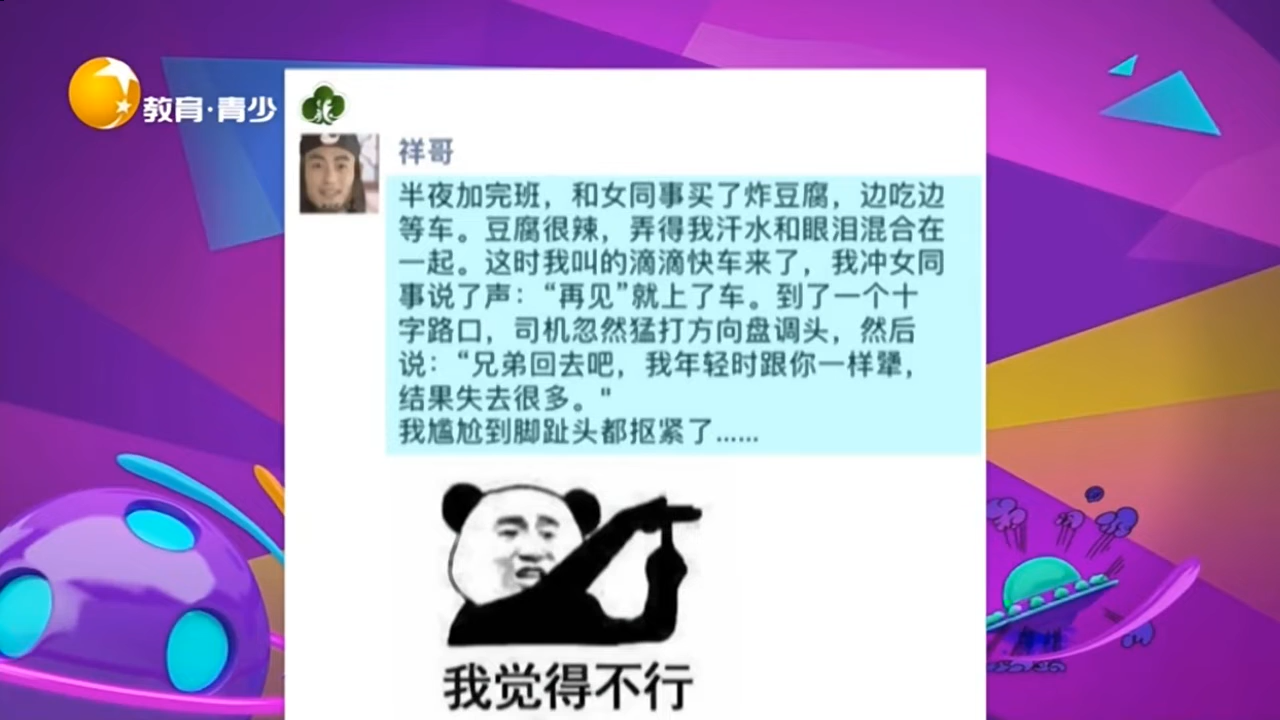 教育·青少
张
祥哥
半夜加完班，和女同事买了炸豆腐，边吃边
等车。豆腐很辣，弄得我汗水和眼泪混合在
一起。这时我叫的滴滴快车来了，我冲女同
事说了声：“再见”就上了车。到了一个十
字路口，司机忽然猛打方向盘调头，然后
说：“兄弟回去吧，我年轻时跟你一样犟，
结果失去很多。"
我尴尬到脚趾头都抠紧了......
我觉得不行